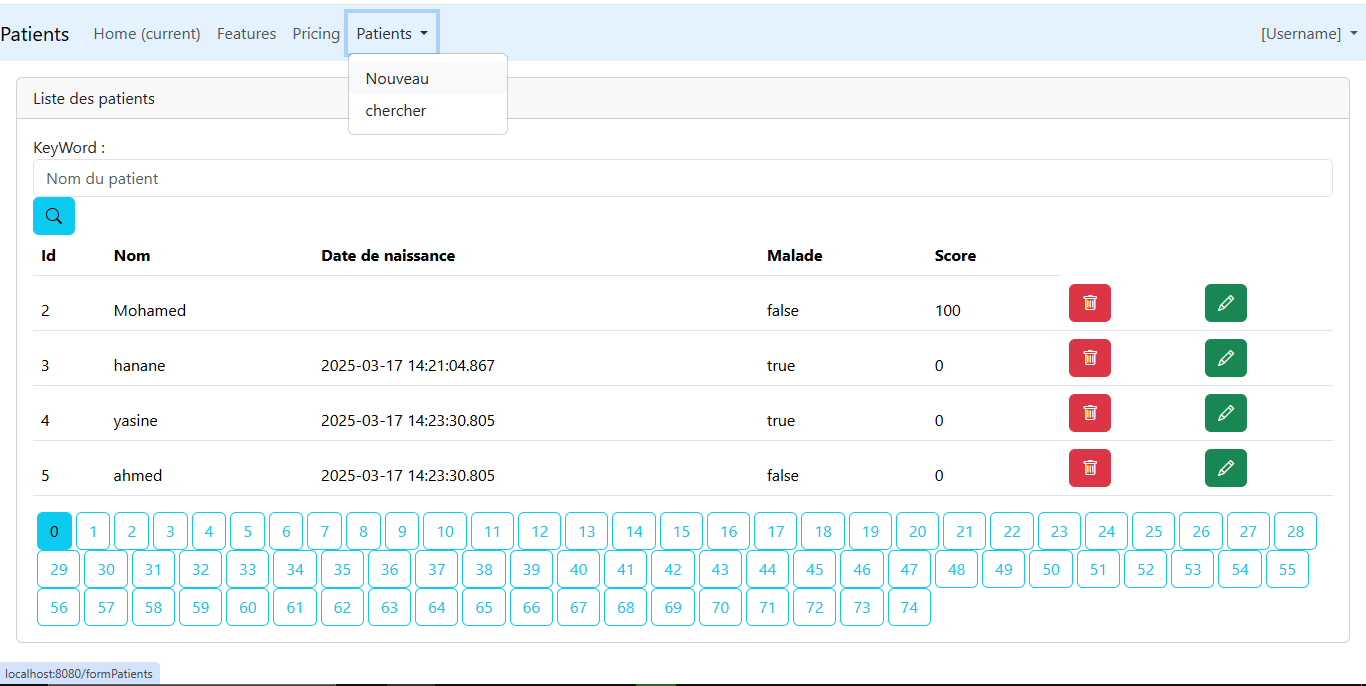 Patients Home (current) Features Pricing Patients [Username]
Nouveau
chercher
Liste des patients
KeyWord :
Nom du patient
Id Nom Date de naissance Malade Score
2 Mohamed false 100
3 hanane 2025-03-17 14:21:04.867 true 0
4 yasine 2025-03-17 14:23:30.805 true 0
5 ahmed 2025-03-17 14:23:30.805 false 0
0 1 2 3 4 5 6 7 8 9 10 11 12 13 14 15 16 17 18 19 20 21 22 23 24 25 26 27 28
29 30 31 32 33 34 35 36 37 38 39 40 41 42 43 44 45 46 47 48 49 50 51 52 53 54 55
56 57 58 59 60 61 62 63 64 65 66 67 68 69 70 71 72 73 74
localhost:8080/formPatients